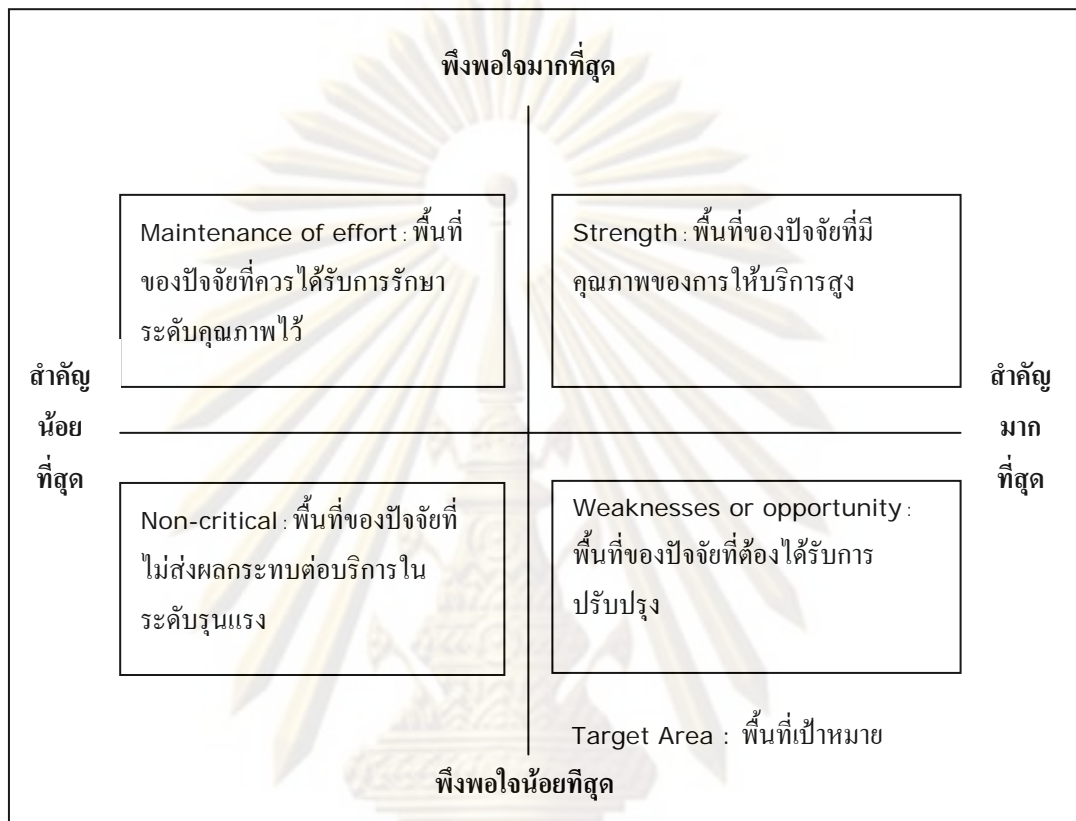 พึงพอใจมากที่สุด
Maintenance of effort : พื้นที่
ของปัจจัยที่ควรได้รับการรักษา
ระดับคุณภาพไว้
Strength : พื้นที่ของปัจจัยที่มี
คุณภาพของการให้บริการสูง
สำคัญ
น้อย
ที่สุด
สำคัญ
มาก
ที่สุด
Non-critical : พื้นที่ของปัจจัยที่
ไม่ส่งผลกระทบต่อบริการใน
ระดับรุนแรง
Weaknesses or opportunity :
พื้นที่ของปัจจัยที่ต้องได้รับการ
ปรับปรุง
Target Area : พื้นที่เป้าหมาย
พึงพอใจน้อยทีสุด